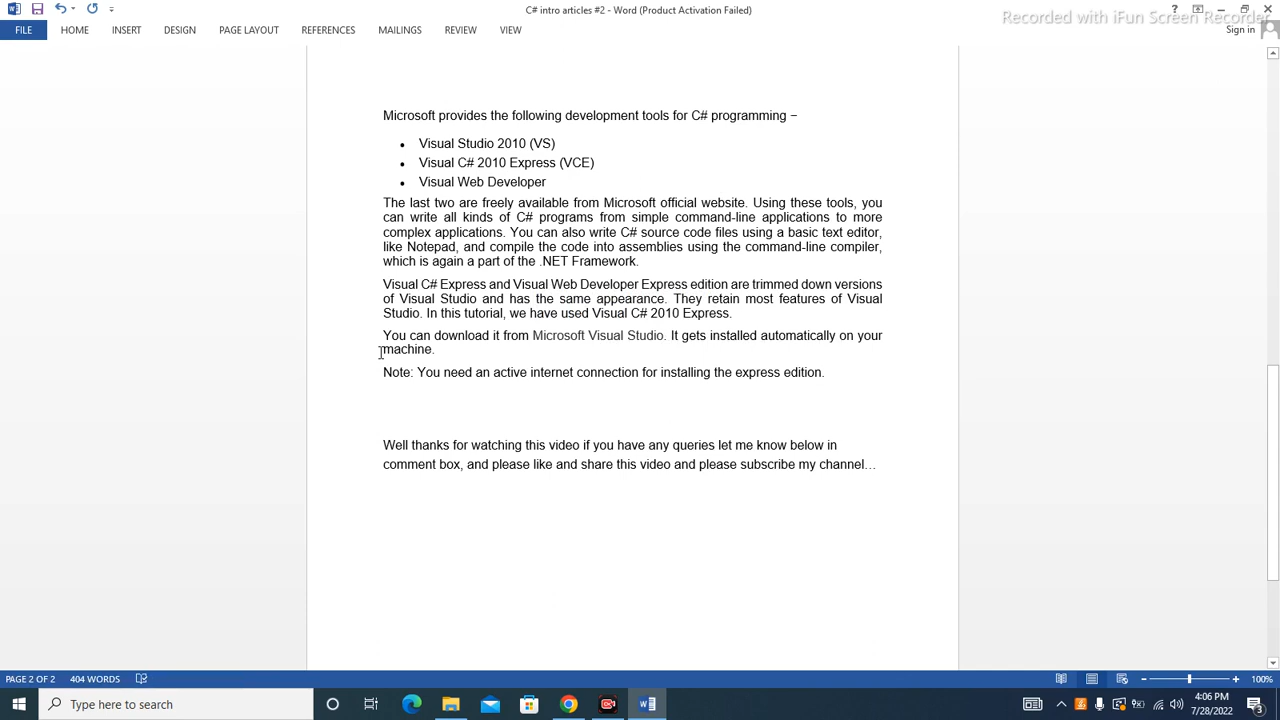 C# intro articles #2 - Word (Product Activation Failed)
Recorded with iFun Screen Recorder
FILE HOME INSERT DESIGN PAGE LAYOUT REFERENCES MAILINGS REVIEW VIEW Sign in
Microsoft provides the following development tools for C# programming −
• Visual Studio 2010 (VS)
• Visual C# 2010 Express (VCE)
• Visual Web Developer
The last two are freely available from Microsoft official website. Using these tools, you
can write all kinds of C# programs from simple command-line applications to more
complex applications. You can also write C# source code files using a basic text editor,
like Notepad, and compile the code into assemblies using the command-line compiler,
which is again a part of the .NET Framework.
Visual C# Express and Visual Web Developer Express edition are trimmed down versions
of Visual Studio and has the same appearance. They retain most features of Visual
Studio. In this tutorial, we have used Visual C# 2010 Express.
You can download it from Microsoft Visual Studio. It gets installed automatically on your
machine.
Note: You need an active internet connection for installing the express edition.
Well thanks for watching this video if you have any queries let me know below in
comment box, and please like and share this video and please subscribe my channel…
PAGE 2 OF 2 404 WORDS 100%
Type here to search
4:06 PM
7/28/2022